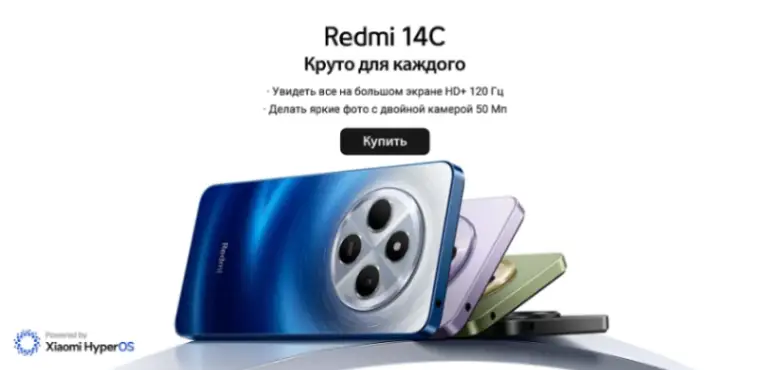 Redmi 14C
Круто для каждого
· Увидеть все на большом экране HD+ 120 Гц
· Делать яркие фото с двойной камерой 50 Мп
Купить
Redmi
Powered by
Xiaomi HyperOS